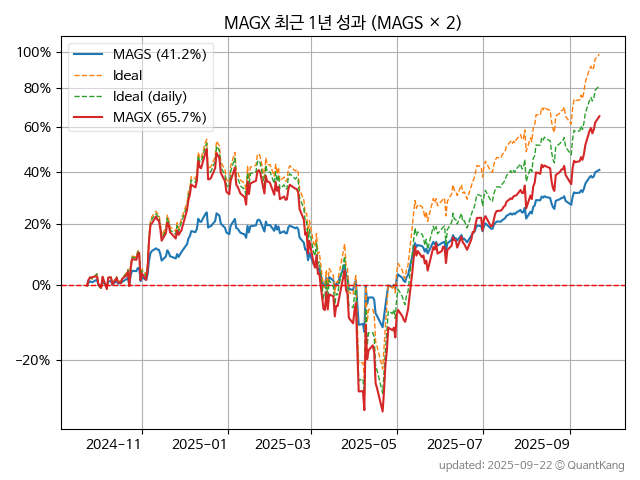 MAGX 최근 1년 성과 (MAGS × 2)
MAGS (41.2%)
Ideal
Ideal (daily)
MAGX (65.7%)
100%
80%
60%
40%
20%
0%
−20%
2024−11
2025−01
2025−03
2025−05
2025−07
2025−09
updated: 2025−09−22 © QuantKang